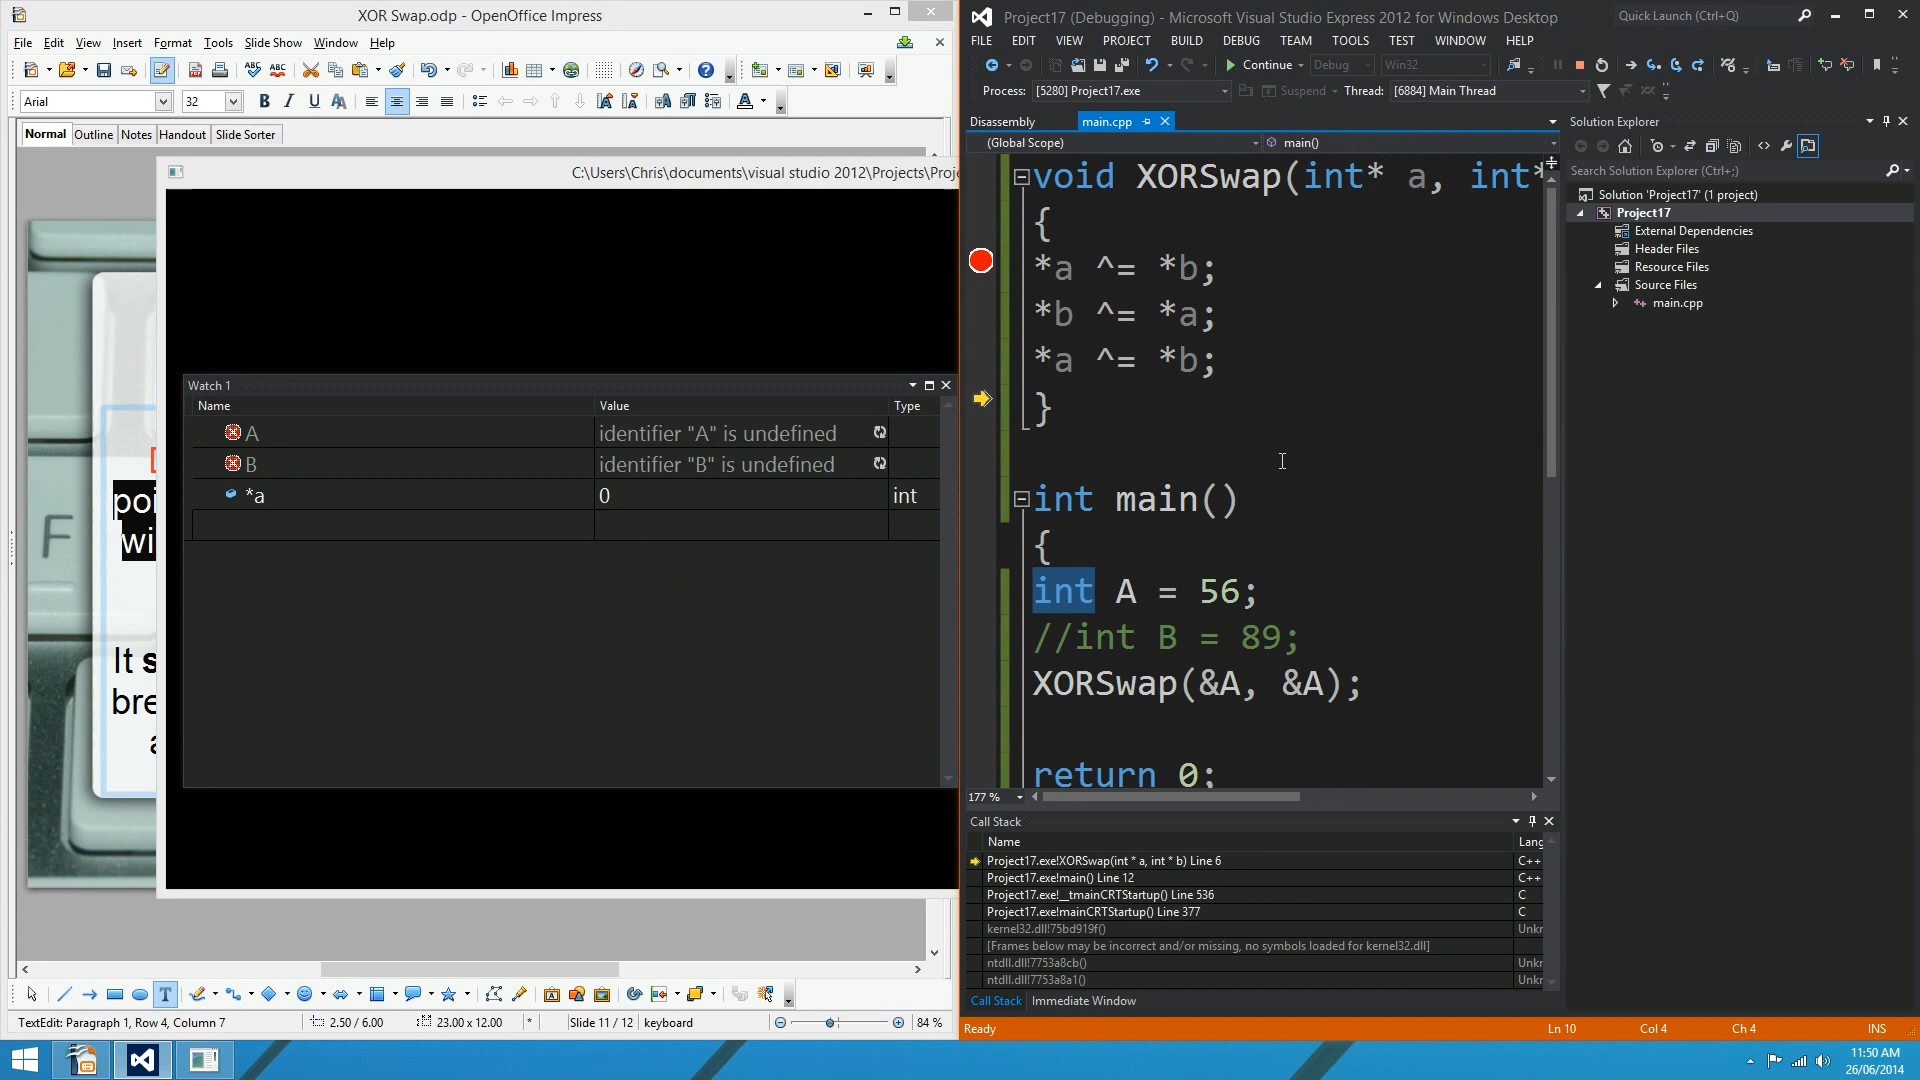 XOR Swap.odp - OpenOffice Impress
File Edit View Insert Format Tools Slide Show Window Help
Arial 32
Normal Outline Notes Handout Slide Sorter
C:\Users\Chris\documents\visual studio 2012\Projects\Proje
F
poi
wi
It s
bre
a
Watch 1
Name Value Type
A identifier "A" is undefined
B identifier "B" is undefined
*a 0 int
TextEdit: Paragraph 1, Row 4, Column 7 2.50 / 6.00 23.00 x 12.00 * Slide 11 / 12 keyboard 84 %
Project17 (Debugging) - Microsoft Visual Studio Express 2012 for Windows Desktop Quick Launch (Ctrl+Q)
FILE EDIT VIEW PROJECT BUILD DEBUG TEAM TOOLS TEST WINDOW HELP
Continue Debug Win32
Process: [5280] Project17.exe Suspend Thread: [6884] Main Thread
Disassembly main.cpp
(Global Scope) main()
void XORSwap(int* a, int*
{
*a ^= *b;
*b ^= *a;
*a ^= *b;
}
int main()
{
int A = 56;
//int B = 89;
XORSwap(&A, &A);
return 0;
177 %
Solution Explorer
Search Solution Explorer (Ctrl+;)
Solution 'Project17' (1 project)
Project17
External Dependencies
Header Files
Resource Files
Source Files
main.cpp
Call Stack
Name Lang
Project17.exe!XORSwap(int * a, int * b) Line 6 C++
Project17.exe!main() Line 12 C++
Project17.exe!__tmainCRTStartup() Line 536 C
Project17.exe!mainCRTStartup() Line 377 C
kernel32.dll!75bd919f() Unkr
[Frames below may be incorrect and/or missing, no symbols loaded for kernel32.dll]
ntdll.dll!7753a8cb() Unkr
ntdll.dll!7753a8a1() Unkr
Call Stack Immediate Window
Ready Ln 10 Col 4 Ch 4 INS
11:50 AM
26/06/2014